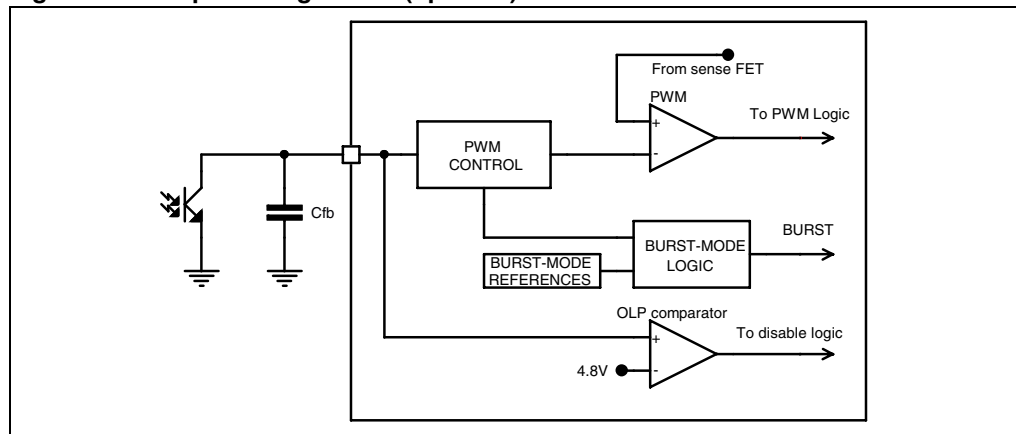 From sense FET
PWM
+
-
To PWM Logic
PWM
CONTROL
Cfb
BURST
BURST-MODE
LOGIC
BURST-MODE
REFERENCES
OLP comparator
+
-
To disable logic
4.8V